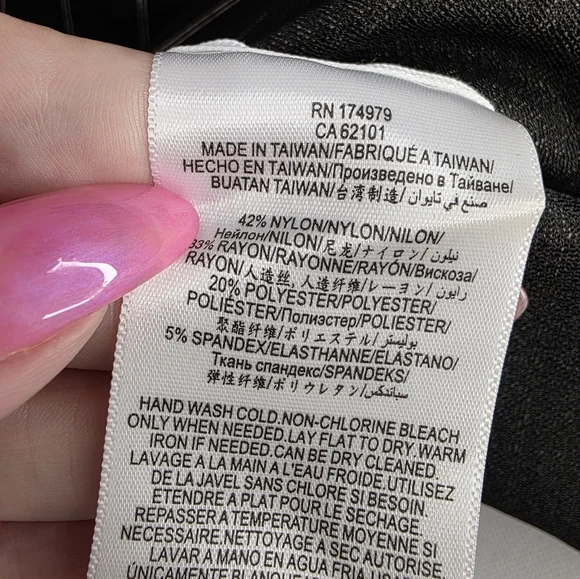 RN 174979
CA 62101
MADE IN TAIWAN/FABRIQUÉ A TAIWAN/
HECHO EN TAIWAN/Произведено в Тайване/
BUATAN TAIWAN/台湾制造/ صنع في تايوان
42% NYLON/NYLON/NILON/
Нейлон/NILON/尼龙/ナイロン/ نيلون
33% RAYON/RAYONNE/RAYÓN/Вискоза/
RAYON/人造丝, 人造纤维/レーヨン/ رايون
20% POLYESTER/POLYESTER/
POLIÉSTER/Полиэстер/POLIESTER/
聚酯纤维/ポリエステル/ بوليستر
5% SPANDEX/ELASTHANNE/ELASTANO/
Ткань спандекс/SPANDEKS/
弹性纤维/ポリウレタン/ سباندكس
HAND WASH COLD.NON-CHLORINE BLEACH
ONLY WHEN NEEDED.LAY FLAT TO DRY.WARM
IRON IF NEEDED.CAN BE DRY CLEANED.
LAVAGE A LA MAIN A L'EAU FROIDE.UTILISEZ
DE LA JAVEL SANS CHLORE SI BESOIN.
ETENDRE A PLAT POUR LE SECHAGE.
REPASSER A TEMPERATURE MOYENNE SI
NECESSAIRE.NETTOYAGE A SEC AUTORISE.
LAVAR A MANO EN AGUA FRIA.
ÚNICAMENTE